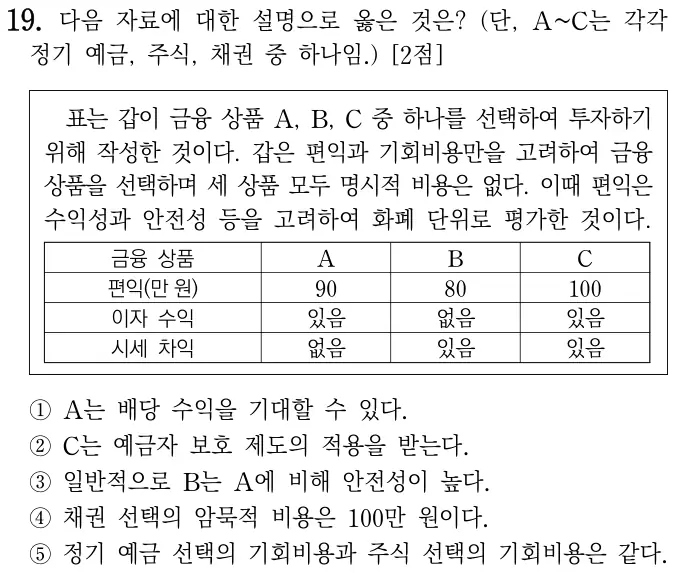 19. 다음 자료에 대한 설명으로 옳은 것은? (단, A~C는 각각
정기 예금, 주식, 채권 중 하나임.) [2점]
표는 갑이 금융 상품 A, B, C 중 하나를 선택하여 투자하기
위해 작성한 것이다. 갑은 편익과 기회비용만을 고려하여 금융
상품을 선택하며 세 상품 모두 명시적 비용은 없다. 이때 편익은
수익성과 안전성 등을 고려하여 화폐 단위로 평가한 것이다.
금융 상품 A B C
편익(만 원) 90 80 100
이자 수익 있음 없음 있음
시세 차익 없음 있음 있음
① A는 배당 수익을 기대할 수 있다.
② C는 예금자 보호 제도의 적용을 받는다.
③ 일반적으로 B는 A에 비해 안전성이 높다.
④ 채권 선택의 암묵적 비용은 100만 원이다.
⑤ 정기 예금 선택의 기회비용과 주식 선택의 기회비용은 같다.